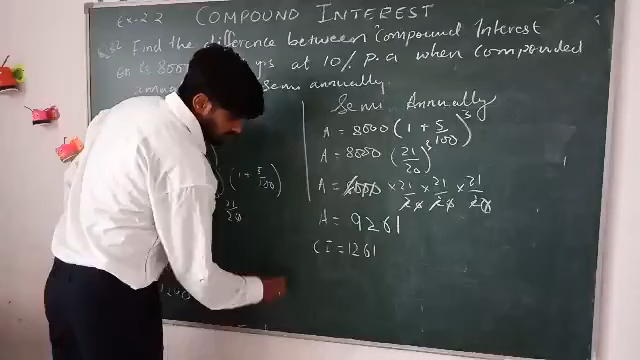 Ex-2.2 COMPOUND INTEREST
Find the difference between Compound Interest
on Rs 8000 yrs at 10% p.a when compounded
annu Semi annually.
Semi Annually
A = 8000 (1 + 5/100)^3
A = 8000 (21/20)^3
A = 8000 × 21/20 × 21/20 × 21/20
A = 9261
CI = 1261
(1 + 5/100)
21/20